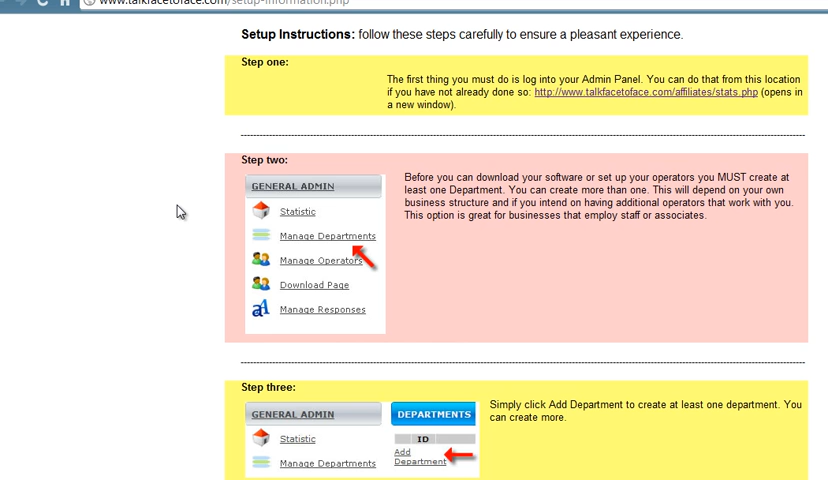 www.talkfacetoface.com/setup-information.php
Setup Instructions: follow these steps carefully to ensure a pleasant experience.
Step one:
The first thing you must do is log into your Admin Panel. You can do that from this location
if you have not already done so: http://www.talkfacetoface.com/affiliates/stats.php (opens in
a new window).
Step two:
GENERAL ADMIN
Statistic
Manage Departments
Manage Operators
Download Page
Manage Responses
Before you can download your software or set up your operators you MUST create at
least one Department. You can create more than one. This will depend on your own
business structure and if you intend on having additional operators that work with you.
This option is great for businesses that employ staff or associates.
Step three:
GENERAL ADMIN
Statistic
Manage Departments
DEPARTMENTS
ID
Add
Department
Simply click Add Department to create at least one department. You
can create more.